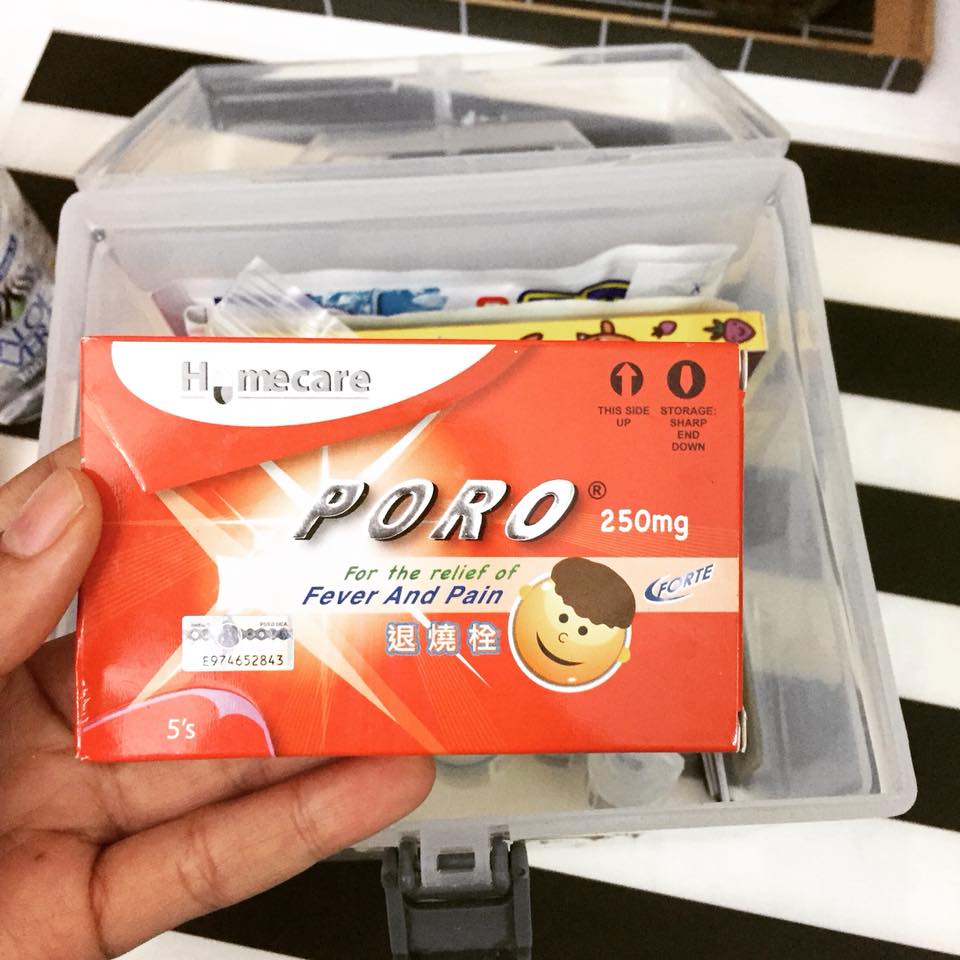 Homecare
THIS SIDE
UP
STORAGE:
SHARP
END
DOWN
PORO®
250mg
For the relief of
Fever And Pain
FORTE
退燒栓
E974652843
5's